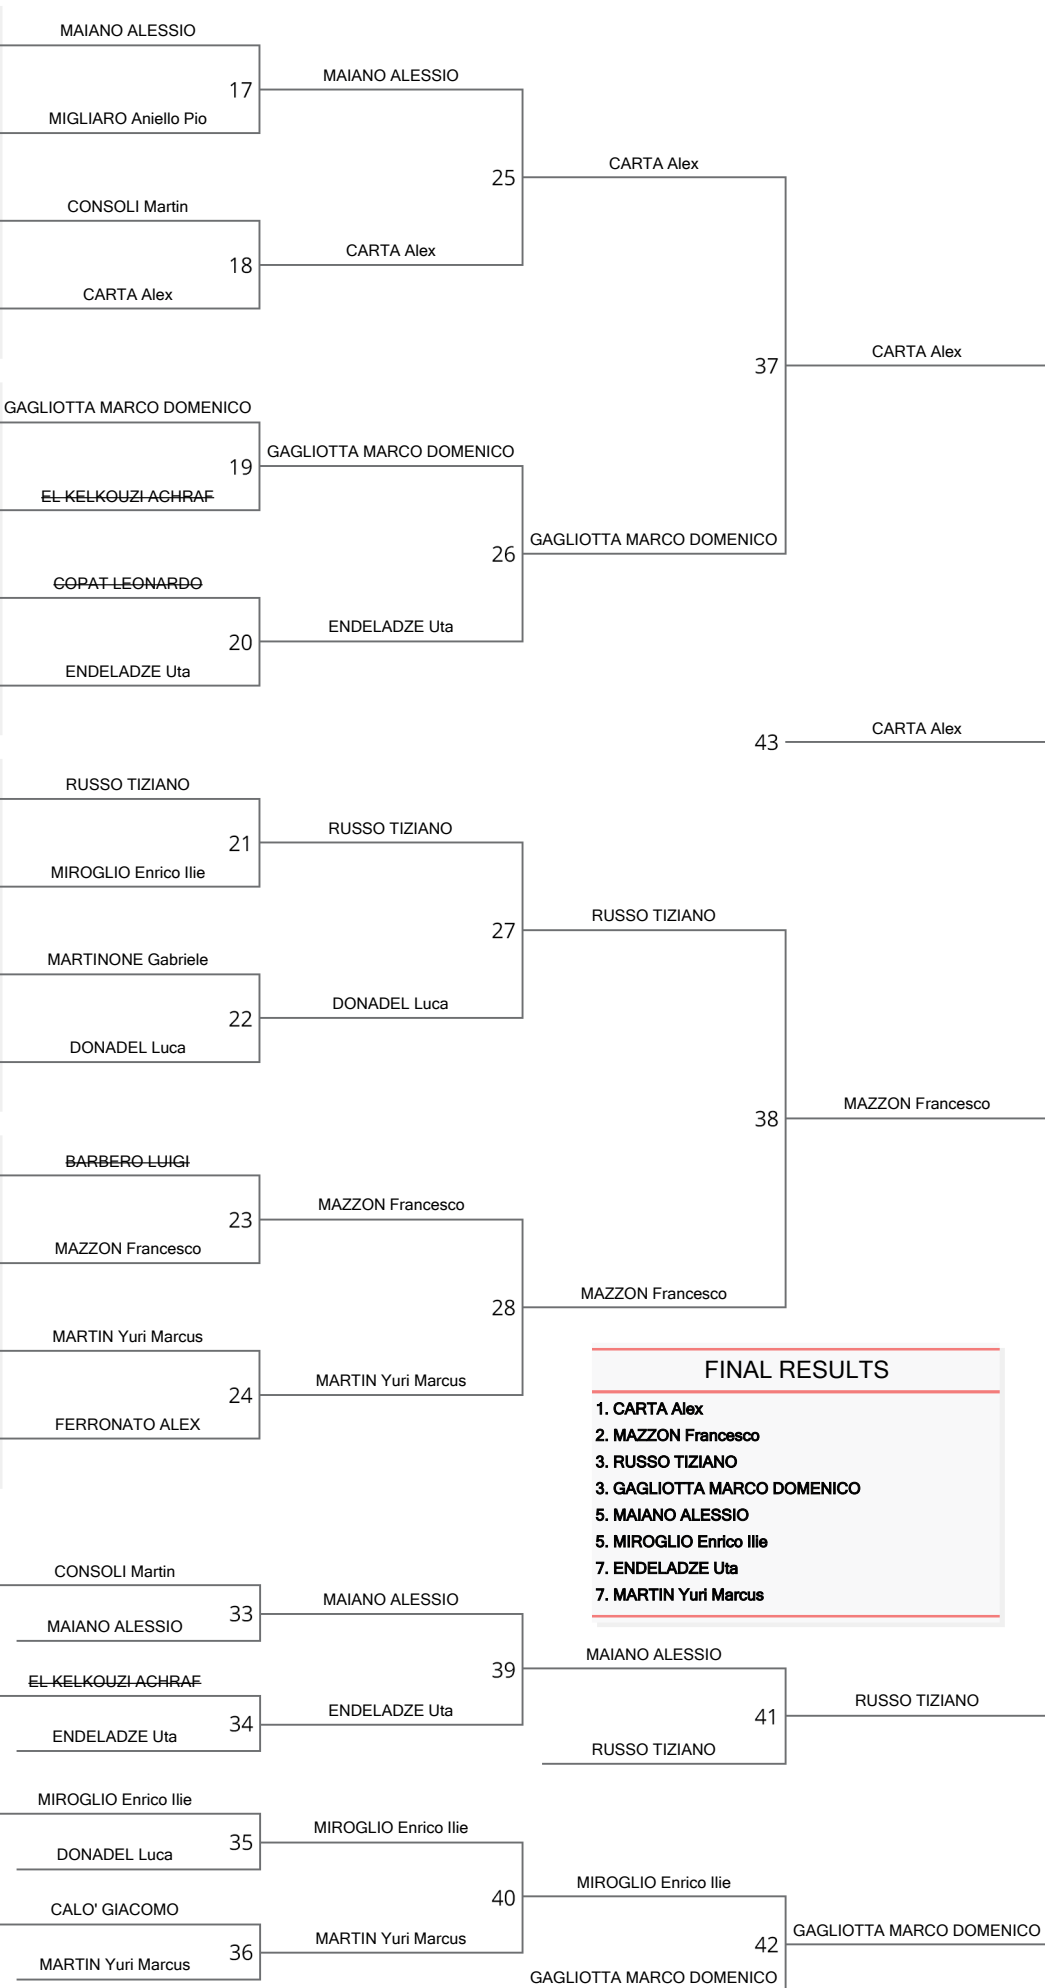 MAIANO ALESSIO
17
MAIANO ALESSIO
MIGLIARO Aniello Pio
25
CARTA Alex
CONSOLI Martin
18
CARTA Alex
CARTA Alex
37
CARTA Alex
GAGLIOTTA MARCO DOMENICO
19
GAGLIOTTA MARCO DOMENICO
EL KELKOUZI ACHRAF
26
GAGLIOTTA MARCO DOMENICO
COPAT LEONARDO
20
ENDELADZE Uta
ENDELADZE Uta
43
CARTA Alex
RUSSO TIZIANO
21
RUSSO TIZIANO
MIROGLIO Enrico Ilie
27
RUSSO TIZIANO
MARTINONE Gabriele
22
DONADEL Luca
DONADEL Luca
38
MAZZON Francesco
BARBERO LUIGI
23
MAZZON Francesco
MAZZON Francesco
28
MAZZON Francesco
MARTIN Yuri Marcus
24
MARTIN Yuri Marcus
FERRONATO ALEX
FINAL RESULTS
1. CARTA Alex
2. MAZZON Francesco
3. RUSSO TIZIANO
3. GAGLIOTTA MARCO DOMENICO
5. MAIANO ALESSIO
5. MIROGLIO Enrico Ilie
7. ENDELADZE Uta
7. MARTIN Yuri Marcus
CONSOLI Martin
33
MAIANO ALESSIO
MAIANO ALESSIO
39
MAIANO ALESSIO
EL KELKOUZI ACHRAF
34
ENDELADZE Uta
ENDELADZE Uta
41
RUSSO TIZIANO
RUSSO TIZIANO
MIROGLIO Enrico Ilie
35
MIROGLIO Enrico Ilie
DONADEL Luca
40
MIROGLIO Enrico Ilie
CALO' GIACOMO
36
MARTIN Yuri Marcus
MARTIN Yuri Marcus
42
GAGLIOTTA MARCO DOMENICO
GAGLIOTTA MARCO DOMENICO